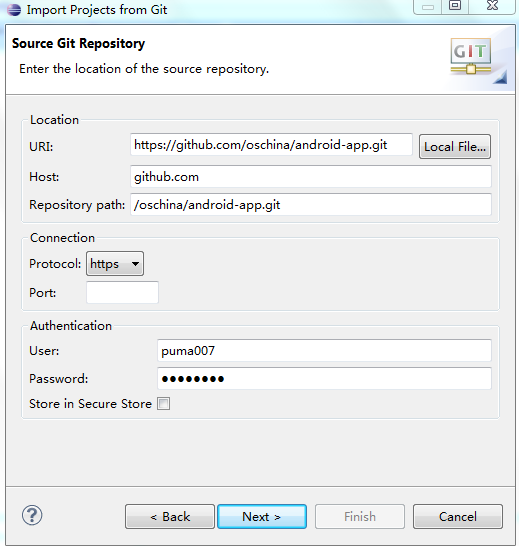 Import Projects from Git
Source Git Repository
Enter the location of the source repository.
GIT
Location
URI: https://github.com/oschina/android-app.git Local File...
Host: github.com
Repository path: /oschina/android-app.git
Connection
Protocol: https
Port:
Authentication
User: puma007
Password: ●●●●●●●●
Store in Secure Store
? < Back Next > Finish Cancel